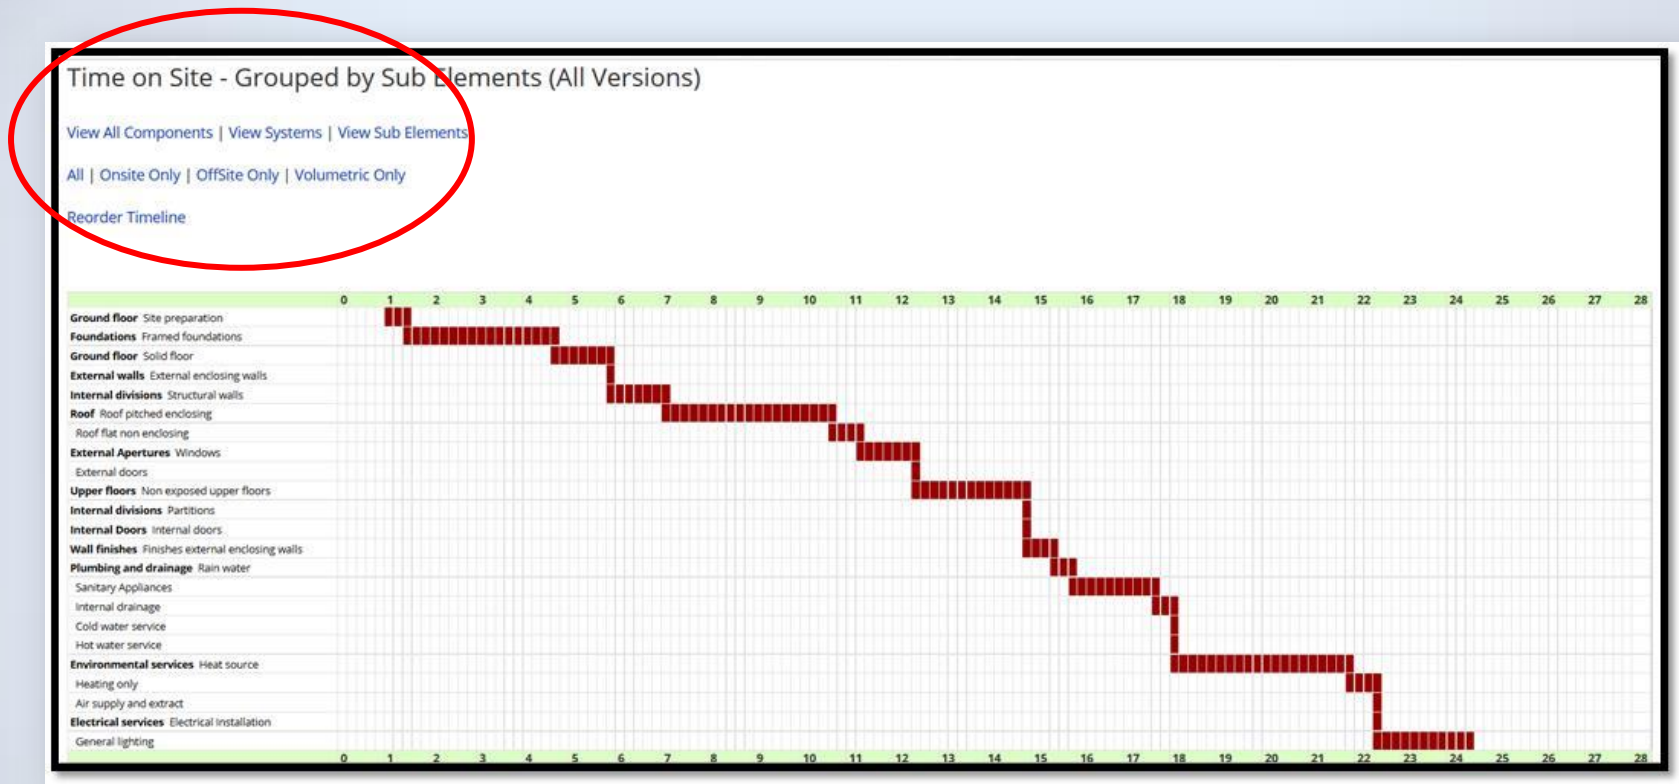 Time on Site - Grouped by Sub Elements (All Versions)
View All Components | View Systems | View Sub Elements
All | Onsite Only | OffSite Only | Volumetric Only
Reorder Timeline
0 1 2 3 4 5 6 7 8 9 10 11 12 13 14 15 16 17 18 19 20 21 22 23 24 25 26 27 28
Ground floor Site preparation
Foundations Framed foundations
Ground floor Solid floor
External walls External enclosing walls
Internal divisions Structural walls
Roof Roof pitched enclosing
Roof flat non enclosing
External Apertures Windows
External doors
Upper floors Non exposed upper floors
Internal divisions Partitions
Internal Doors Internal doors
Wall finishes Finishes external enclosing walls
Plumbing and drainage Rain water
Sanitary Appliances
Internal drainage
Cold water service
Hot water service
Environmental services Heat source
Heating only
Air supply and extract
Electrical services Electrical Installation
General lighting
0 1 2 3 4 5 6 7 8 9 10 11 12 13 14 15 16 17 18 19 20 21 22 23 24 25 26 27 28